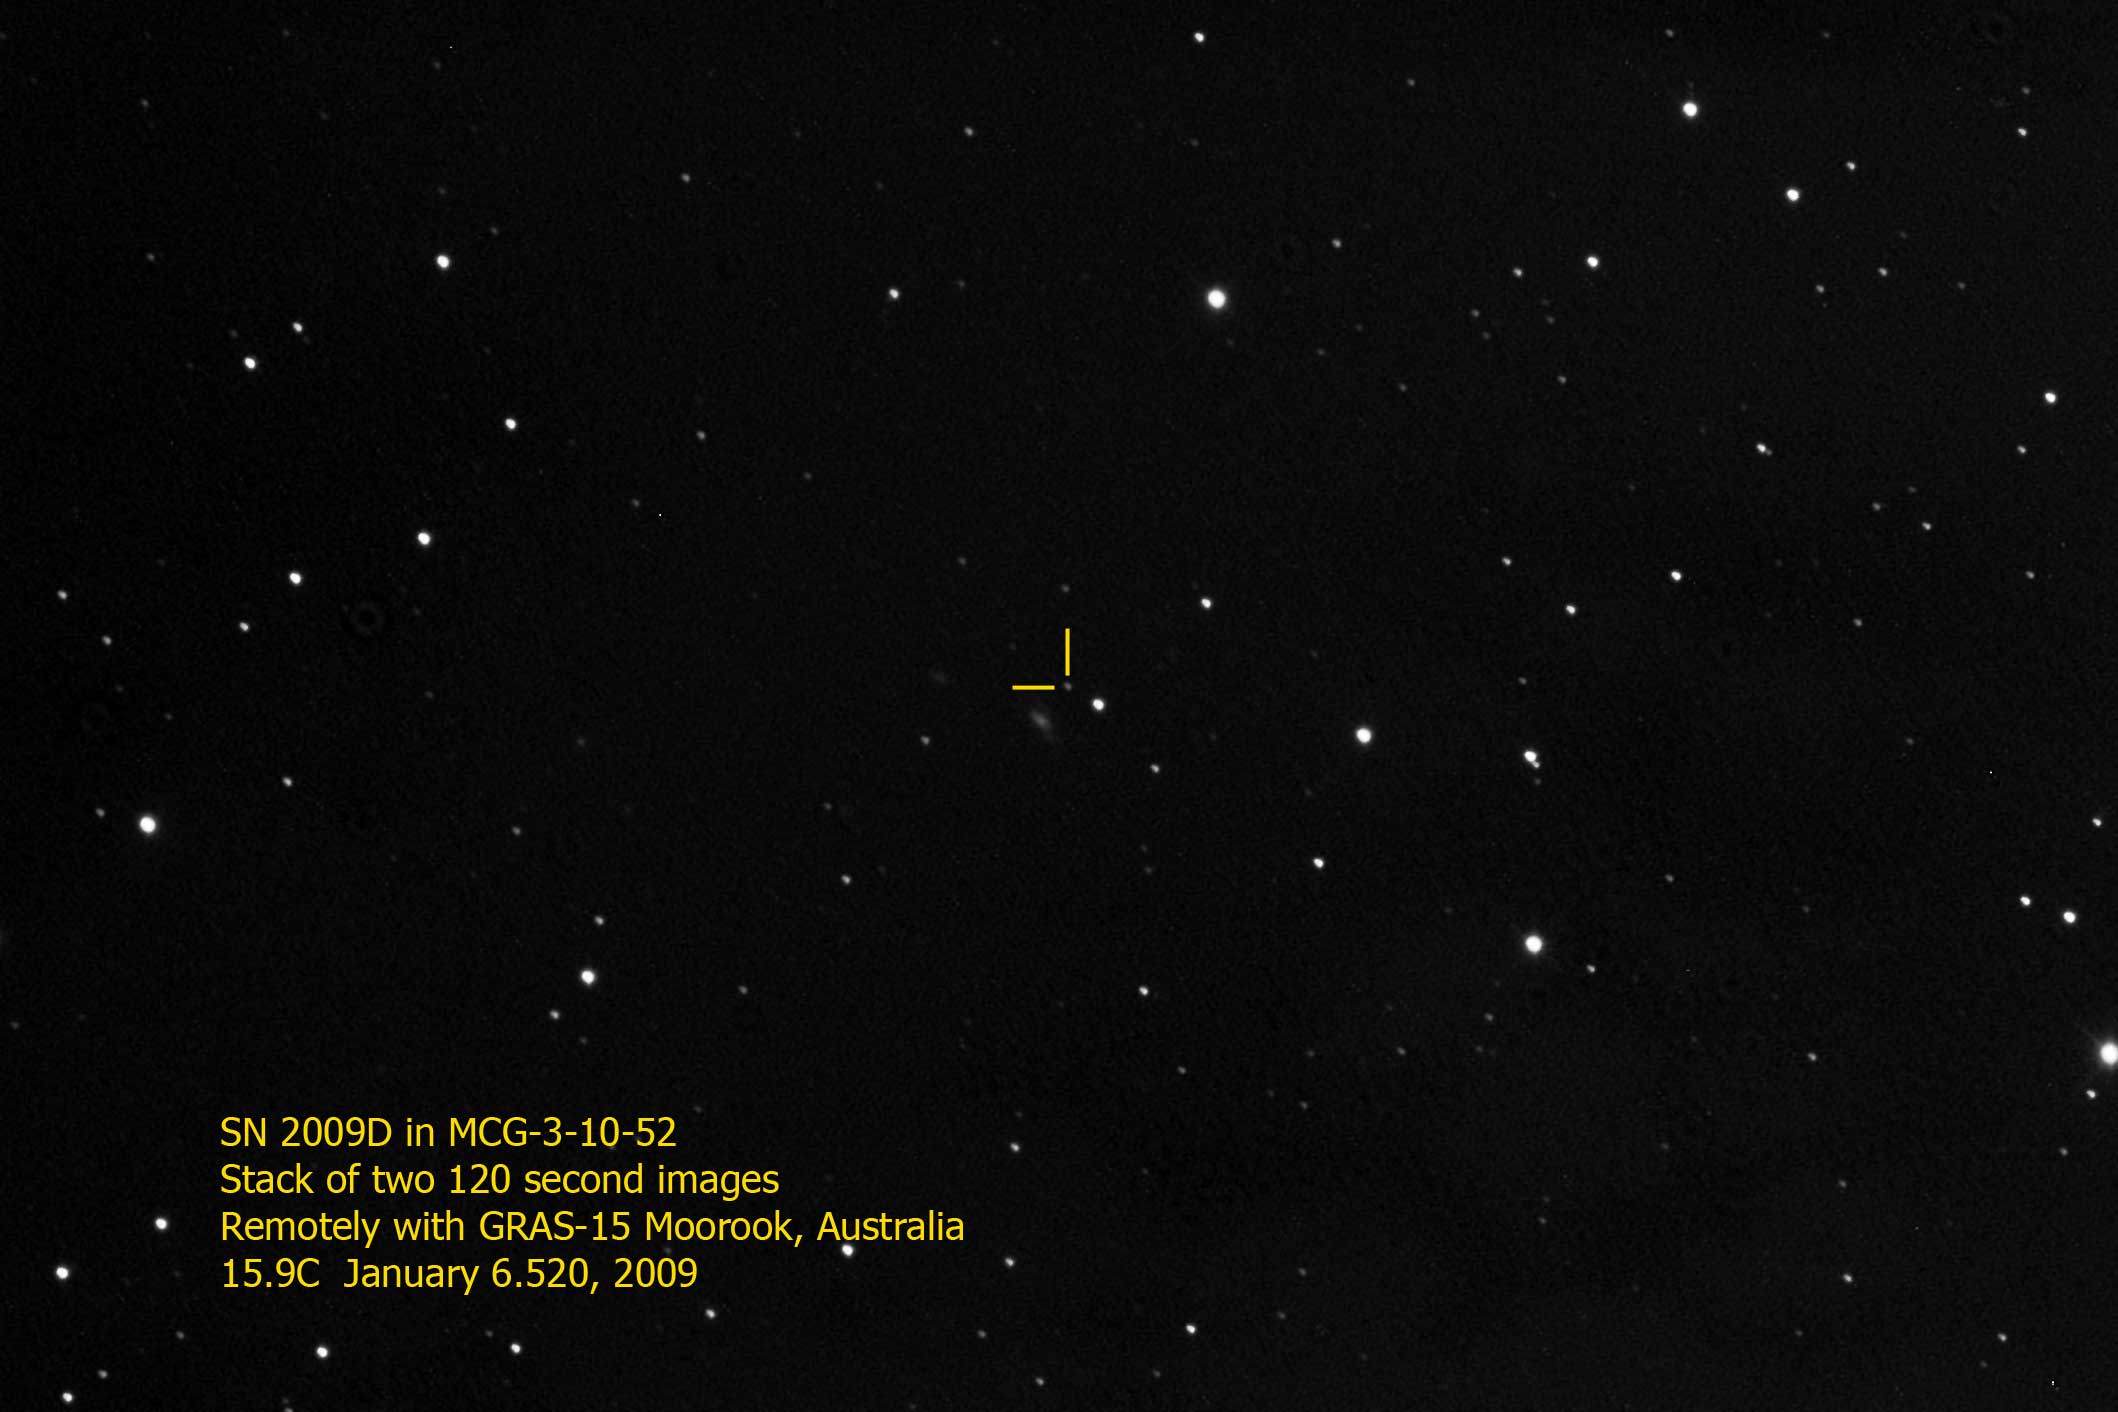 SN 2009D in MCG-3-10-52
Stack of two 120 second images
Remotely with GRAS-15 Moorook, Australia
15.9C  January 6.520, 2009